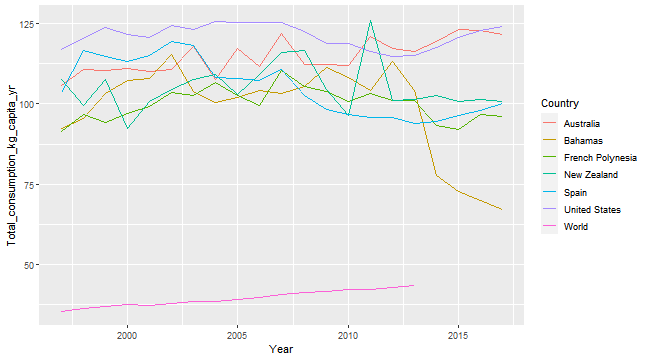 Total_consumption_kg_capita_yr
125
100
75
50
2000
2005
2010
2015
Year
Country
Australia
Bahamas
French Polynesia
New Zealand
Spain
United States
World